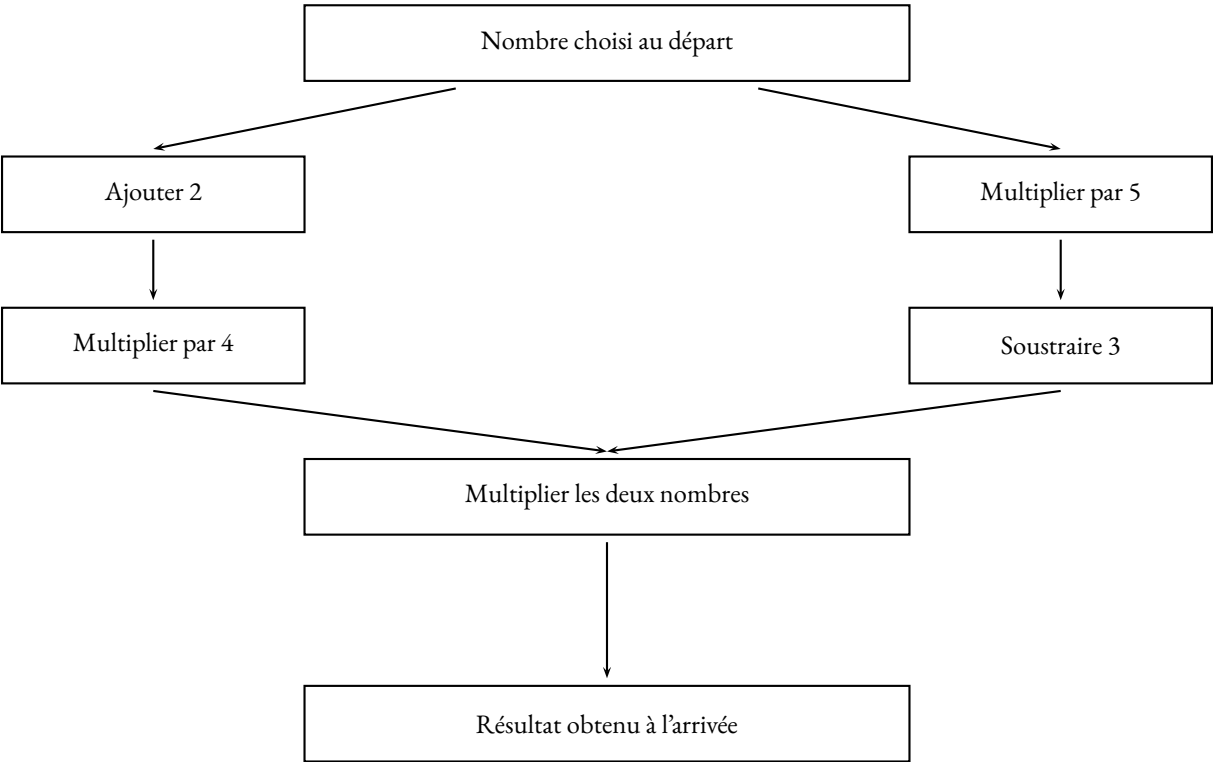 Nombre choisi au départ
Ajouter 2
Multiplier par 5
Multiplier par 4
Soustraire 3
Multiplier les deux nombres
Résultat obtenu à l’arrivée